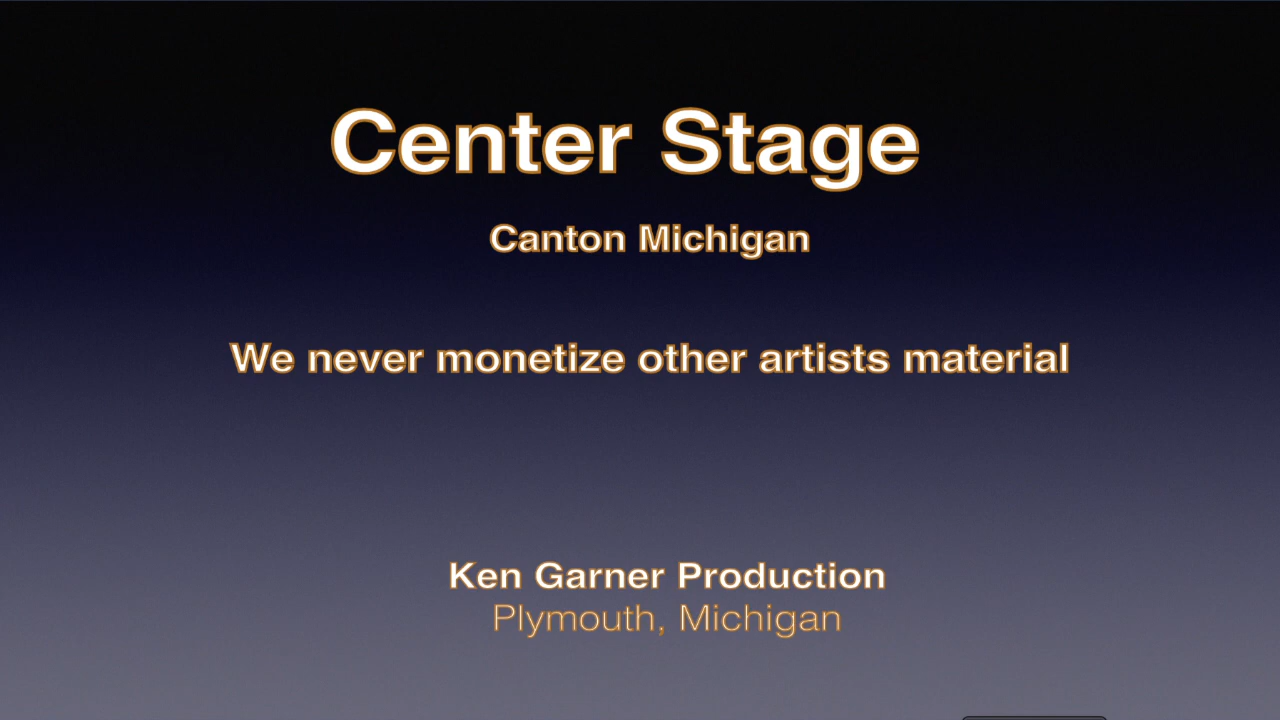 Center Stage
Canton Michigan
We never monetize other artists material
Ken Garner Production
Plymouth, Michigan